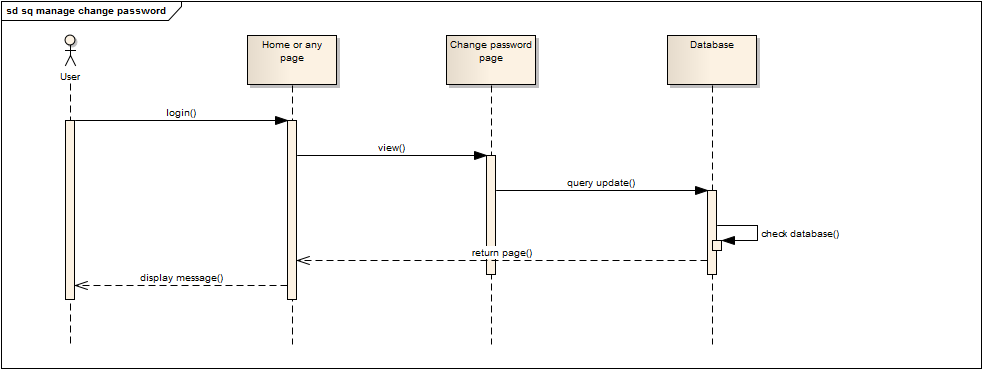 sd sq manage change password
Home or any
page
Change password
page
Database
User
login()
view()
query update()
check database()
return page()
display message()